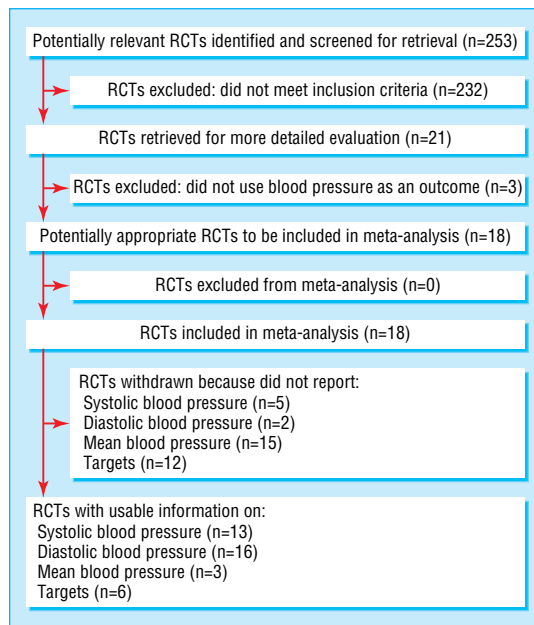 Potentially relevant RCTs identified and screened for retrieval (n=253)
RCTs excluded: did not meet inclusion criteria (n=232)
RCTs retrieved for more detailed evaluation (n=21)
RCTs excluded: did not use blood pressure as an outcome (n=3)
Potentially appropriate RCTs to be included in meta-analysis (n=18)
RCTs excluded from meta-analysis (n=0)
RCTs included in meta-analysis (n=18)
RCTs withdrawn because did not report:
Systolic blood pressure (n=5)
Diastolic blood pressure (n=2)
Mean blood pressure (n=15)
Targets (n=12)
RCTs with usable information on:
Systolic blood pressure (n=13)
Diastolic blood pressure (n=16)
Mean blood pressure (n=3)
Targets (n=6)